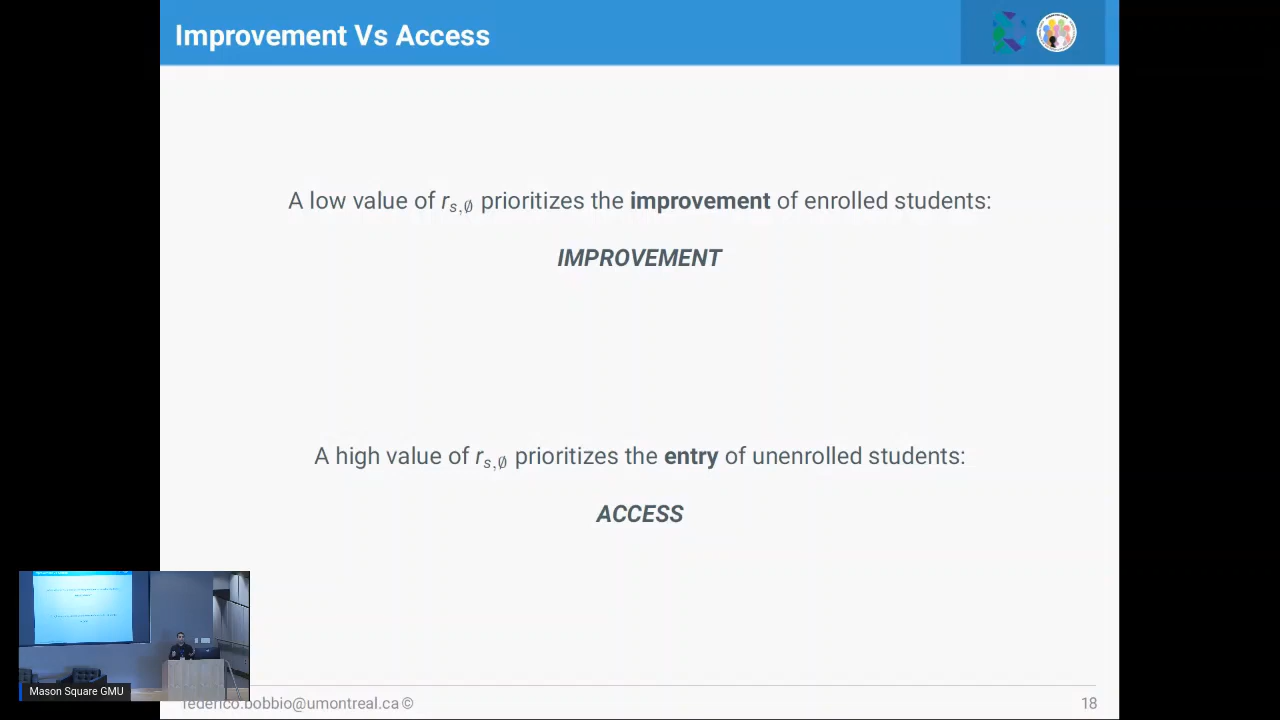 Improvement Vs Access
A low value of r_{s,∅} prioritizes the improvement of enrolled students:
IMPROVEMENT
A high value of r_{s,∅} prioritizes the entry of unenrolled students:
ACCESS
Mason Square GMU
federico.bobbio@umontreal.ca ©
18